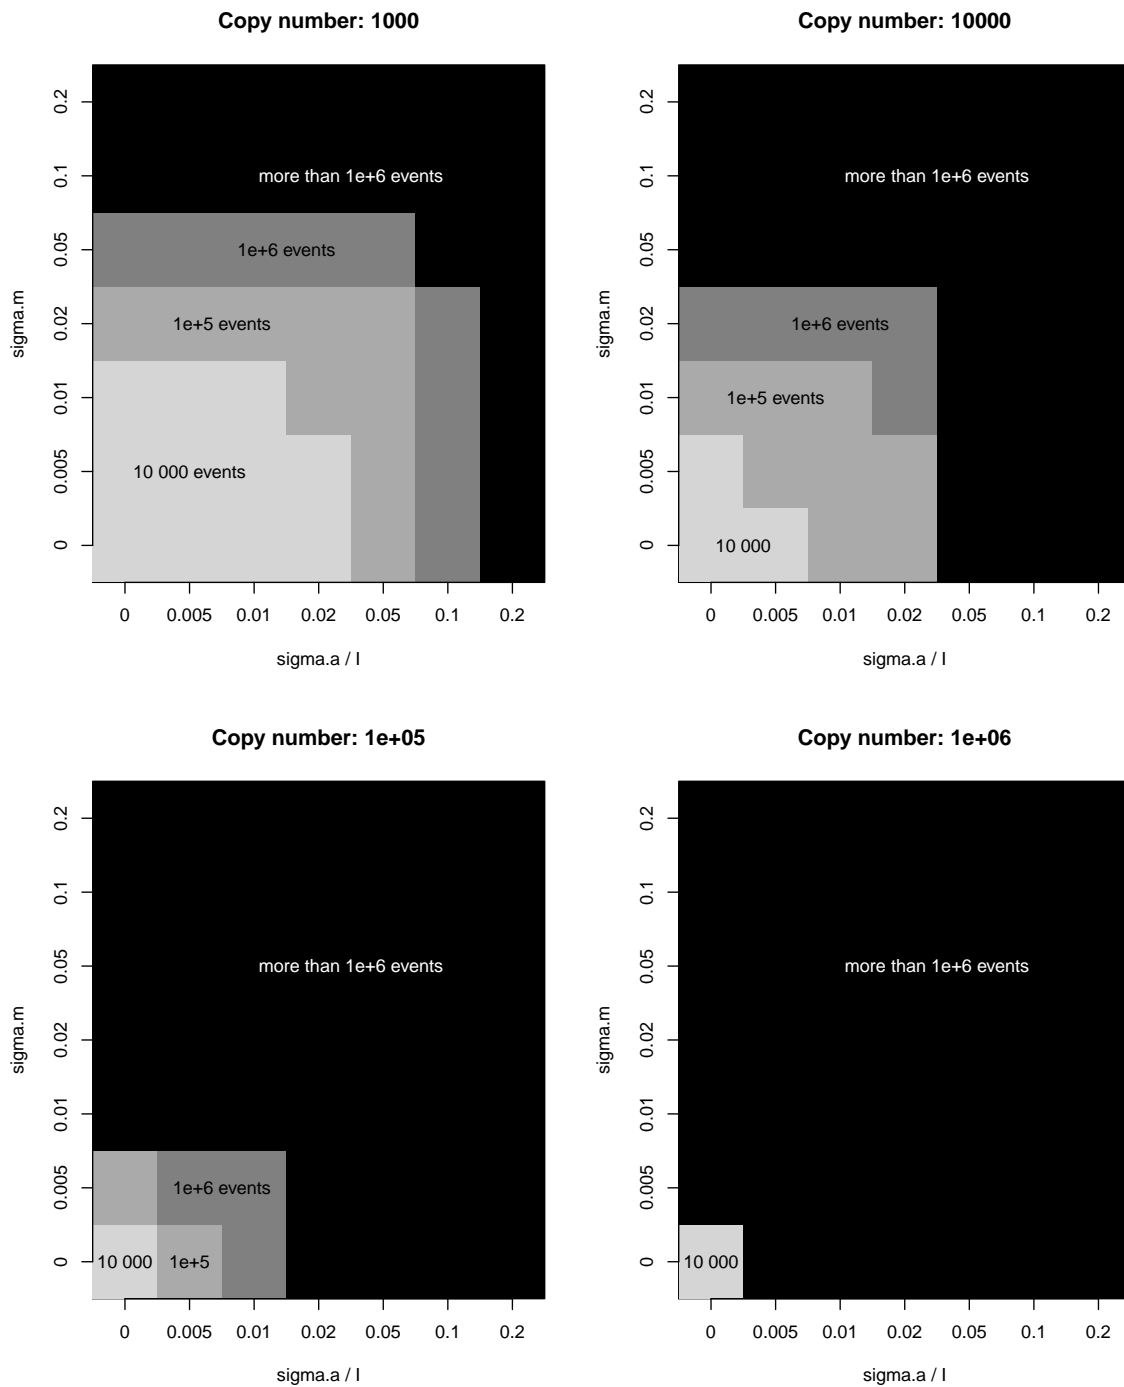 Copy number: 1000
0.2
0.1
0.05
0.02
0.01
0.005
0
sigma.m
more than 1e+6 events
1e+6 events
1e+5 events
10 000 events
0 0.005 0.01 0.02 0.05 0.1 0.2
sigma.a / I
Copy number: 10000
0.2
0.1
0.05
0.02
0.01
0.005
0
sigma.m
more than 1e+6 events
1e+6 events
1e+5 events
10 000
0 0.005 0.01 0.02 0.05 0.1 0.2
sigma.a / I
Copy number: 1e+05
0.2
0.1
0.05
0.02
0.01
0.005
0
sigma.m
more than 1e+6 events
1e+6 events
10 000 1e+5
0 0.005 0.01 0.02 0.05 0.1 0.2
sigma.a / I
Copy number: 1e+06
0.2
0.1
0.05
0.02
0.01
0.005
0
sigma.m
more than 1e+6 events
10 000
0 0.005 0.01 0.02 0.05 0.1 0.2
sigma.a / I